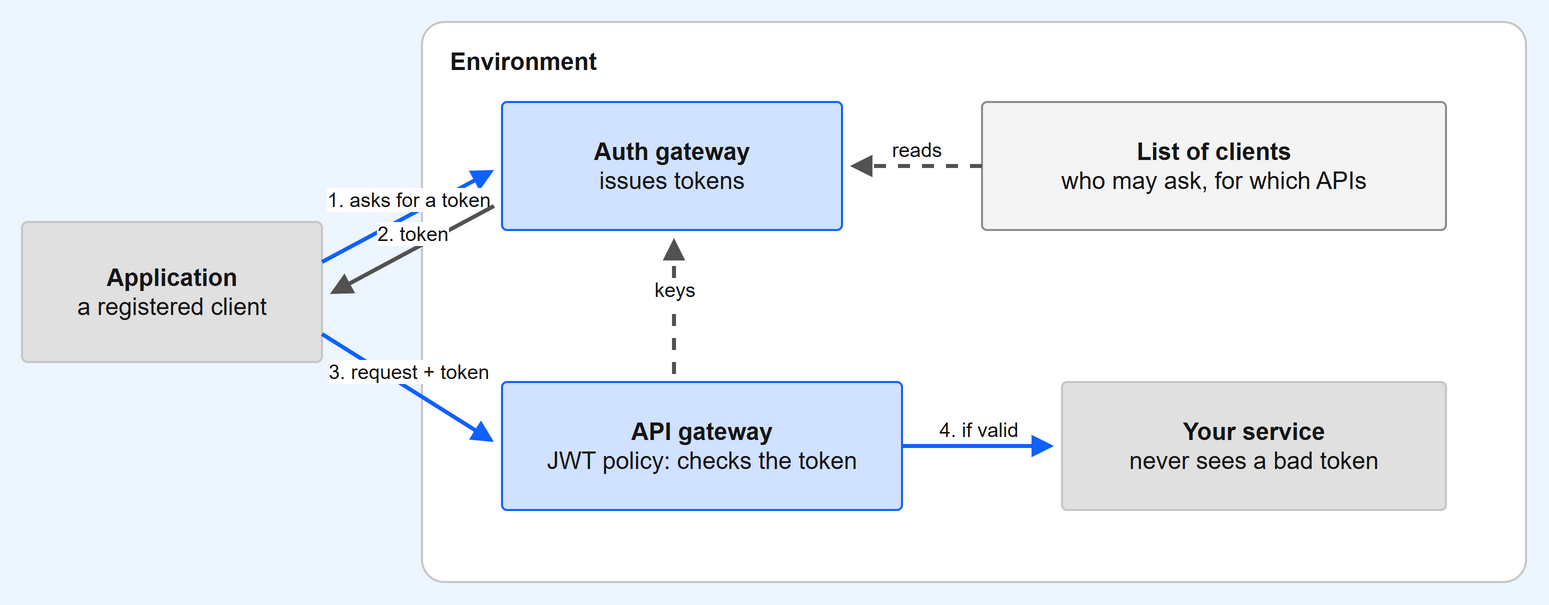 Environment
Auth gateway
issues tokens
reads
List of clients
who may ask, for which APIs
1. asks for a token
2. token
Application
a registered client
keys
3. request + token
API gateway
JWT policy: checks the token
4. if valid
Your service
never sees a bad token